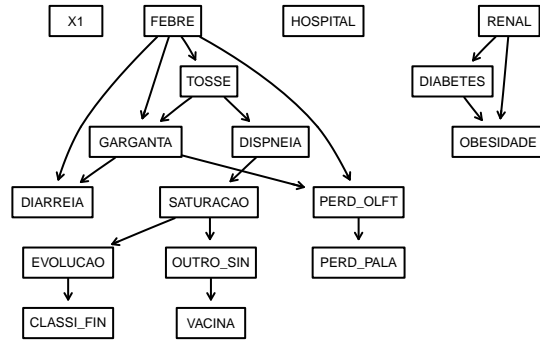 X1
FEBRE
HOSPITAL
RENAL
TOSSE
DIABETES
GARGANTA
DISPNEIA
OBESIDADE
DIARREIA
SATURACAO
PERD_OLFT
EVOLUCAO
OUTRO_SIN
PERD_PALA
CLASSI_FIN
VACINA